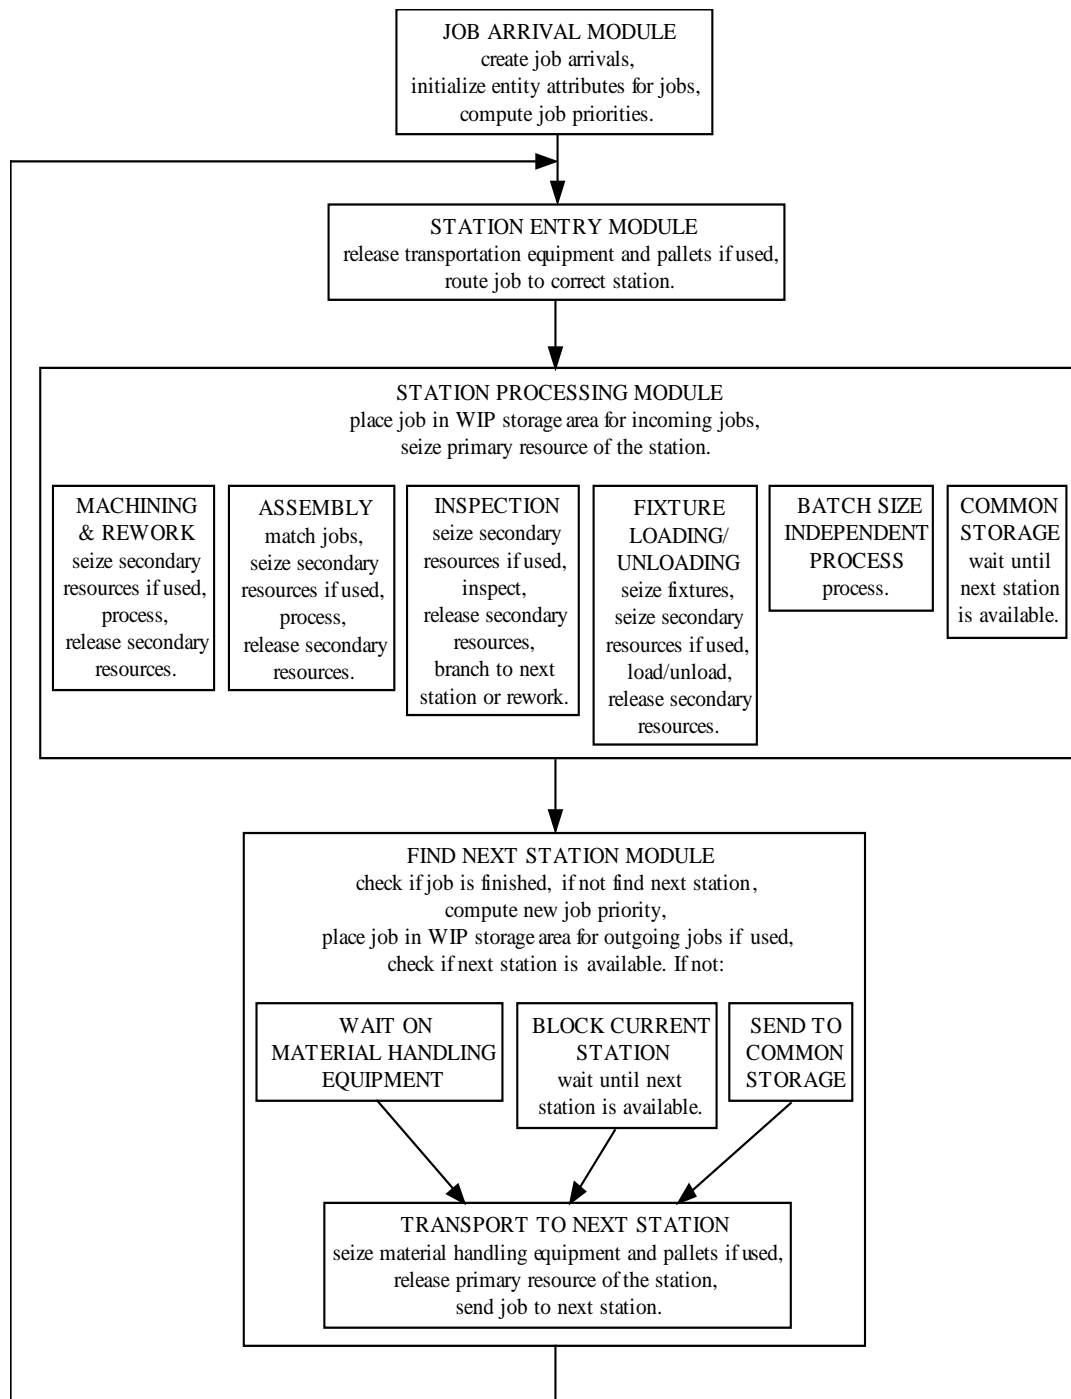 JOB ARRIVAL MODULE
create job arrivals,
initialize entity attributes for jobs,
compute job priorities.
STATION ENTRY MODULE
release transportation equipment and pallets if used,
route job to correct station.
STATION PROCESSING MODULE
place job in WIP storage area for incoming jobs,
seize primary resource of the station.
MACHINING
& REWORK
seize secondary
resources if used,
process,
release secondary
resources.
ASSEMBLY
match jobs,
seize secondary
resources if used,
process,
release secondary
resources.
INSPECTION
seize secondary
resources if used,
inspect,
release secondary
resources,
branch to next
station or rework.
FIXTURE
LOADING/
UNLOADING
seize fixtures,
seize secondary
resources if used,
load/unload,
release secondary
resources.
BATCH SIZE
INDEPENDENT
PROCESS
process.
COMMON
STORAGE
wait until
next station
is available.
FIND NEXT STATION MODULE
check if job is finished, if not find next station,
compute new job priority,
place job in WIP storage area for outgoing jobs if used,
check if next station is available. If not:
WAIT ON
MATERIAL HANDLING
EQUIPMENT
BLOCK CURRENT
STATION
wait until next
station is available.
SEND TO
COMMON
STORAGE
TRANSPORT TO NEXT STATION
seize material handling equipment and pallets if used,
release primary resource of the station,
send job to next station.